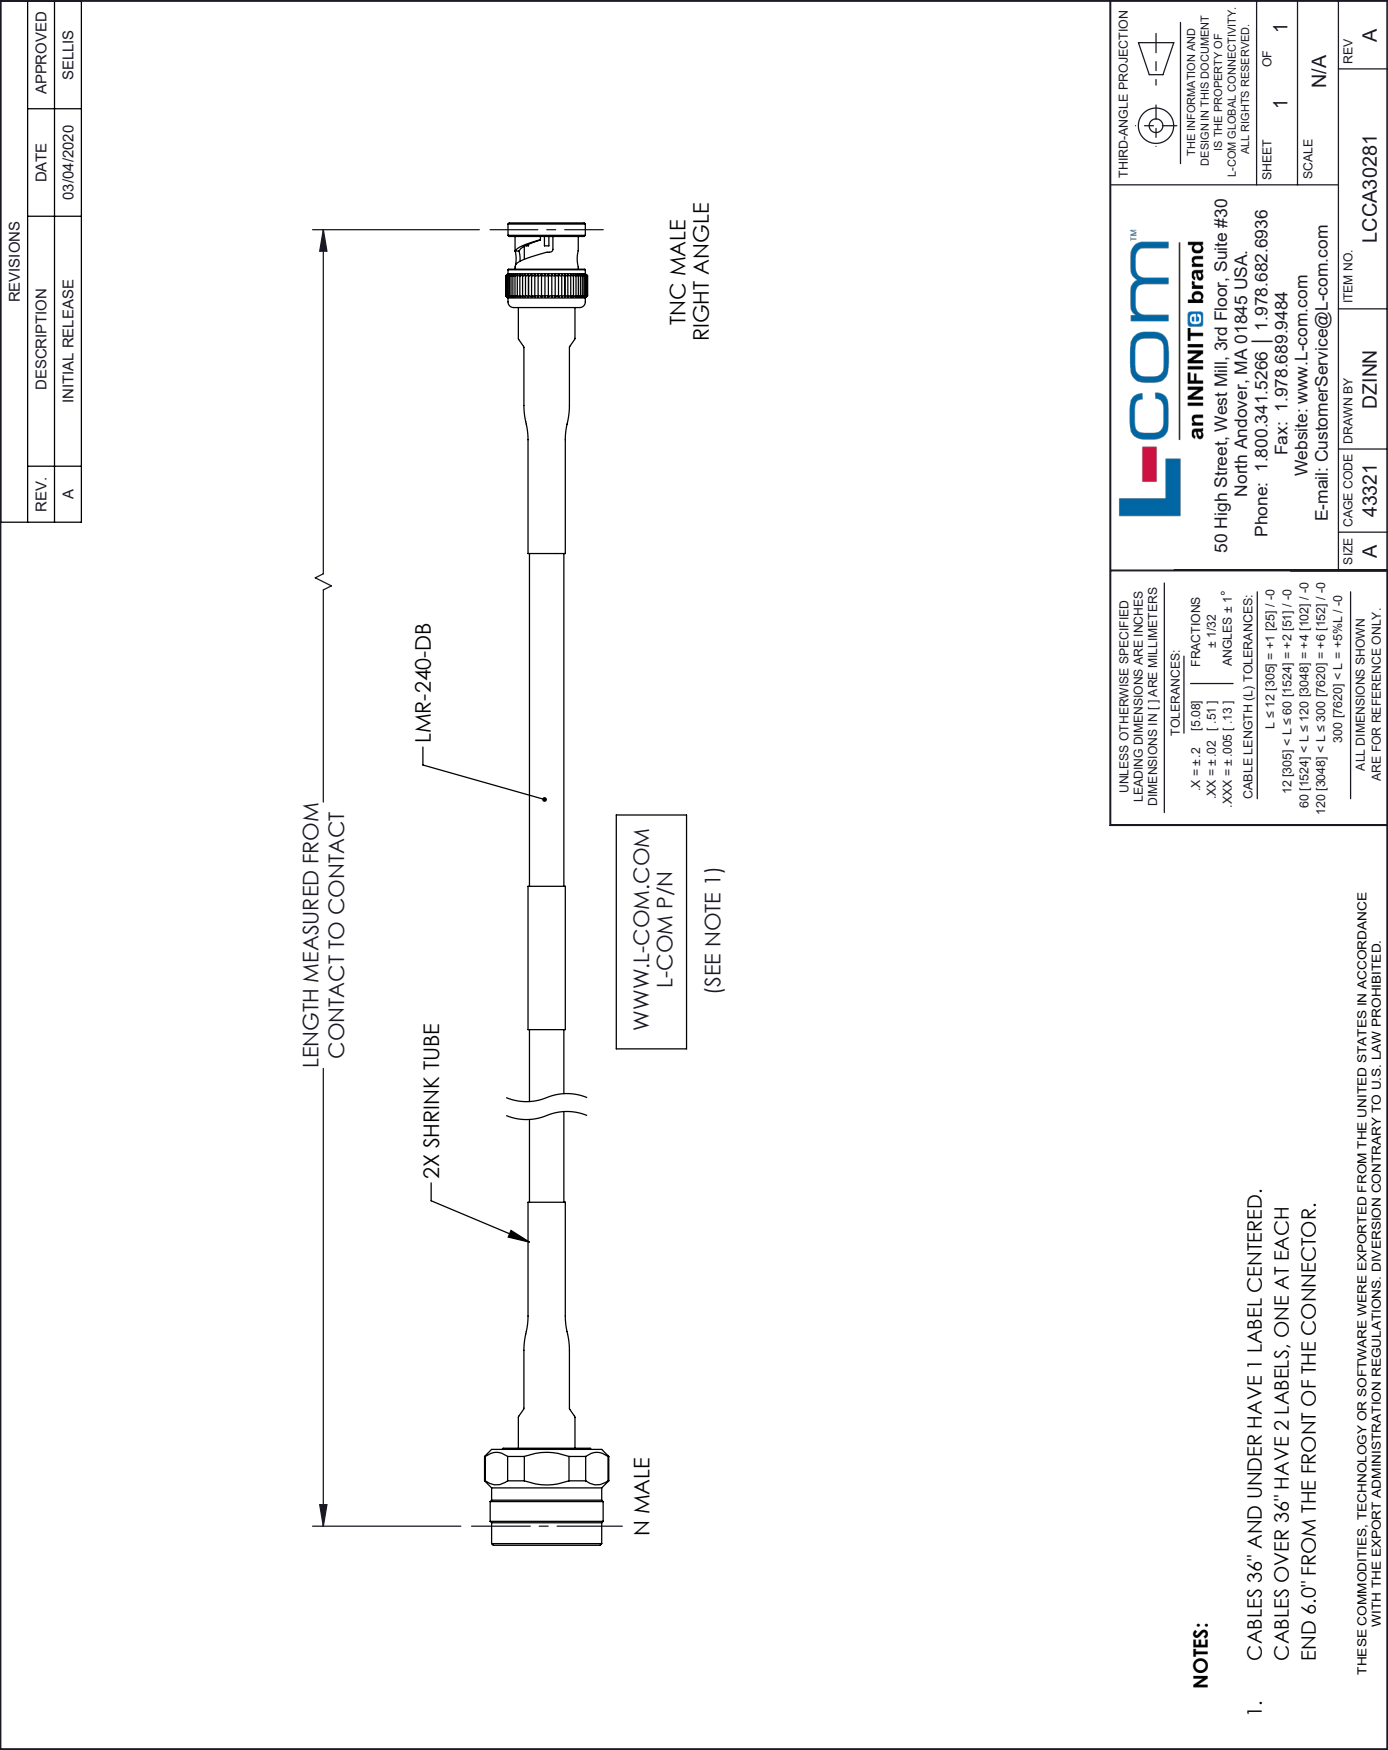 REVISIONS
REV. DESCRIPTION DATE APPROVED
A INITIAL RELEASE 03/04/2020 SELLIS
LENGTH MEASURED FROM
CONTACT TO CONTACT
2X SHRINK TUBE
LMR-240-DB
N MALE
TNC MALE
RIGHT ANGLE
WWW.L-COM.COM
L-COM P/N
(SEE NOTE 1)
NOTES:
1. CABLES 36" AND UNDER HAVE 1 LABEL CENTERED.
CABLES OVER 36" HAVE 2 LABELS, ONE AT EACH
END 6.0" FROM THE FRONT OF THE CONNECTOR.
THESE COMMODITIES, TECHNOLOGY OR SOFTWARE WERE EXPORTED FROM THE UNITED STATES IN ACCORDANCE
WITH THE EXPORT ADMINISTRATION REGULATIONS. DIVERSION CONTRARY TO U.S. LAW PROHIBITED.
UNLESS OTHERWISE SPECIFIED
LEADING DIMENSIONS ARE INCHES
DIMENSIONS IN [ ] ARE MILLIMETERS
TOLERANCES:
.X = ±.2 [5.08] FRACTIONS
.XX = ±.02 [ .51 ] ± 1/32
.XXX = ±.005 [ .13 ] ANGLES ± 1°
CABLE LENGTH (L) TOLERANCES:
L ≤ 12 [305] = +1 [25] / -0
12 [305] < L ≤ 60 [1524] = +2 [51] / -0
60 [1524] < L ≤ 120 [3048] = +4 [102] / -0
120 [3048] < L ≤ 300 [7620] = +6 [152] / -0
300 [7620] < L = +5%L / -0
ALL DIMENSIONS SHOWN
ARE FOR REFERENCE ONLY.
L-com™
an INFINITe brand
50 High Street, West Mill, 3rd Floor, Suite #30
North Andover, MA 01845 USA.
Phone: 1.800.341.5266 | 1.978.682.6936
Fax: 1.978.689.9484
Website: www.L-com.com
E-mail: CustomerService@L-com.com
THIRD-ANGLE PROJECTION
THE INFORMATION AND
DESIGN IN THIS DOCUMENT
IS THE PROPERTY OF
L-COM GLOBAL CONNECTIVITY.
ALL RIGHTS RESERVED.
SHEET 1 OF 1
SCALE N/A
SIZE CAGE CODE DRAWN BY ITEM NO. REV
A 43321 DZINN LCCA30281 A